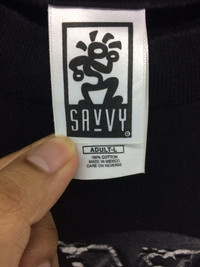 SAVVY
®
ADULT-L
100% COTTON
MADE IN MEXICO
CARE ON REVERSE